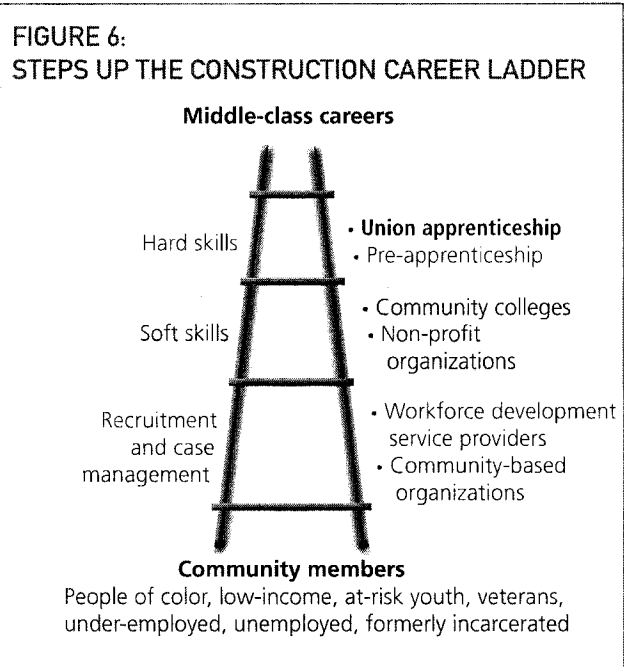 FIGURE 6:
STEPS UP THE CONSTRUCTION CAREER LADDER
Middle-class careers
Hard skills
• Union apprenticeship
• Pre-apprenticeship
Soft skills
• Community colleges
• Non-profit
organizations
Recruitment
and case
management
• Workforce development
service providers
• Community-based
organizations
Community members
People of color, low-income, at-risk youth, veterans,
under-employed, unemployed, formerly incarcerated